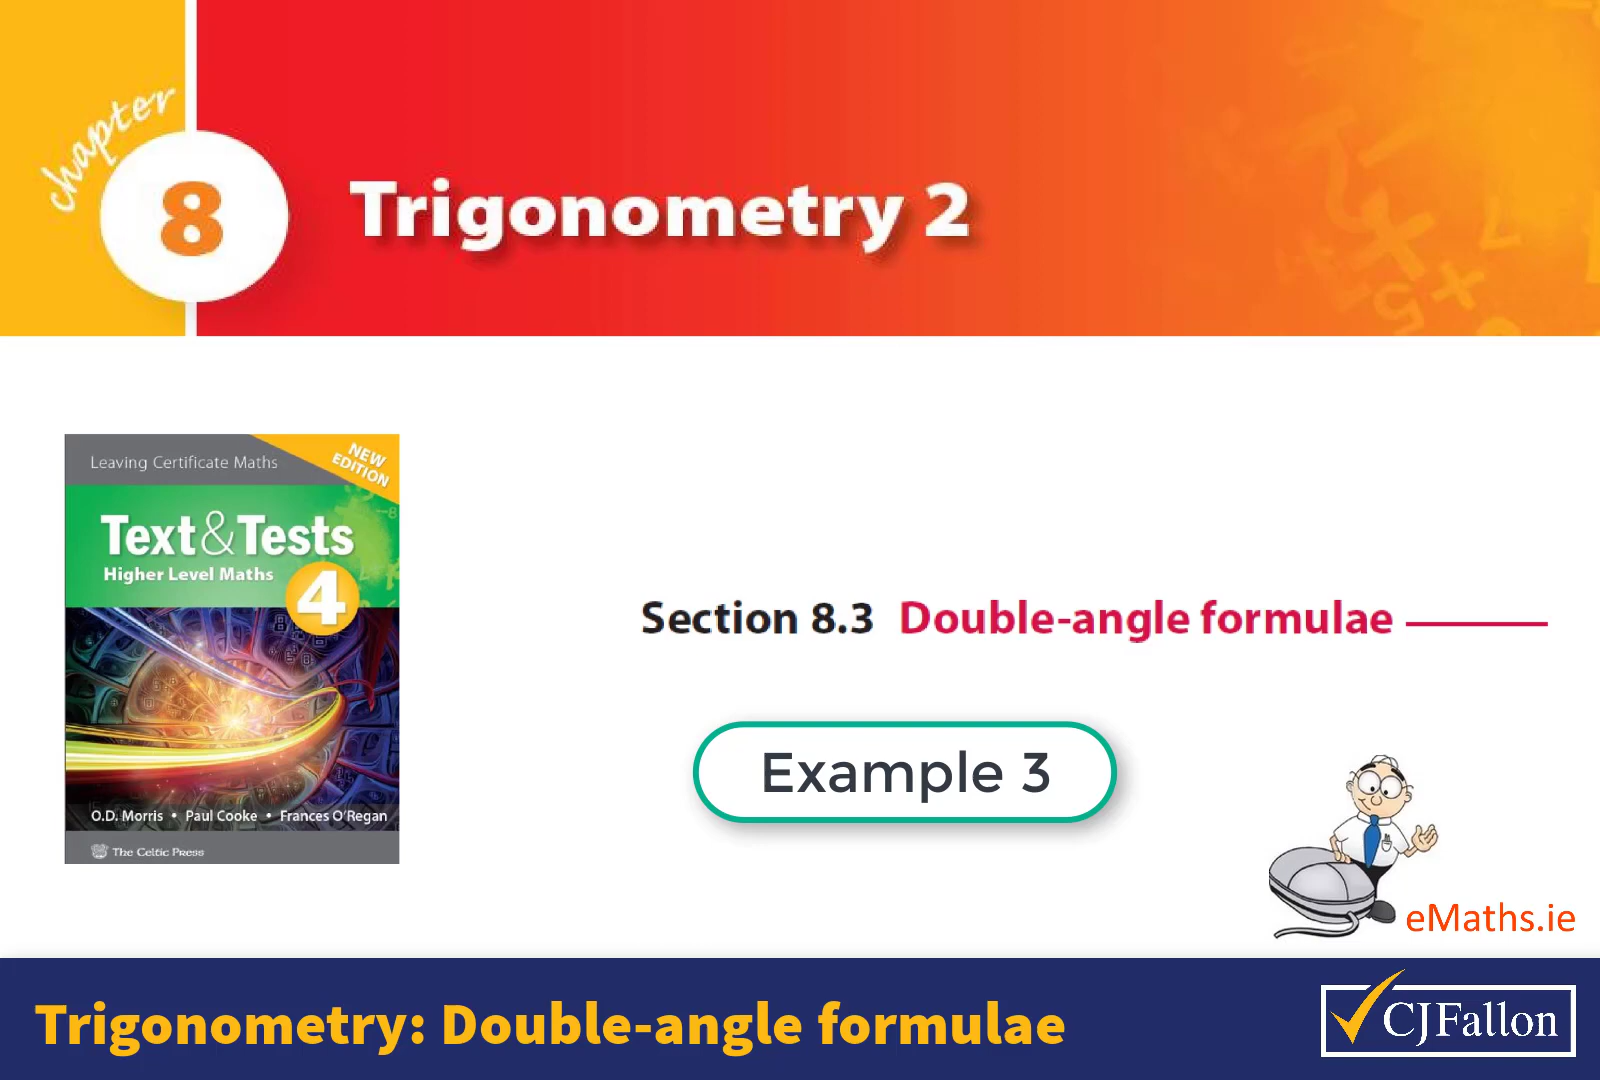 chapter
8
Trigonometry 2
Leaving Certificate Maths
NEW
EDITION
Text & Tests
Higher Level Maths
4
O.D. Morris • Paul Cooke • Frances O'Regan
The Celtic Press
Section 8.3 Double-angle formulae
Example 3
eMaths.ie
Trigonometry: Double-angle formulae
CJFallon